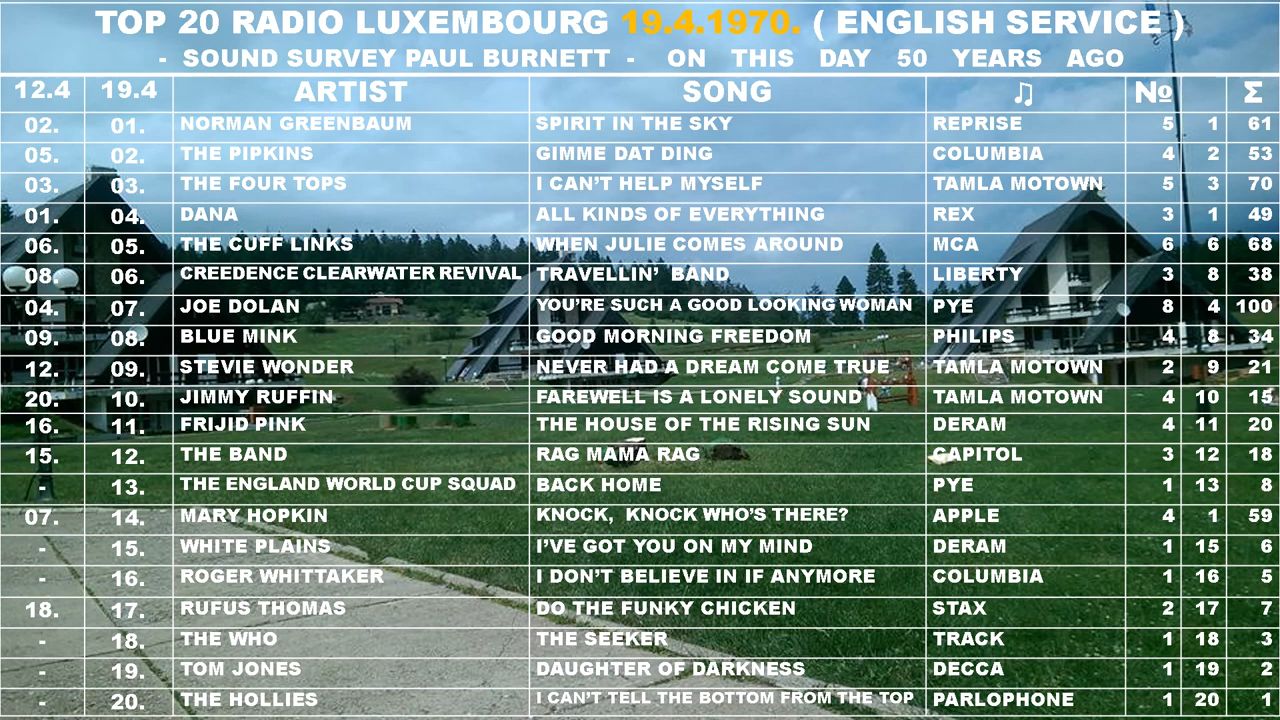 TOP 20 RADIO LUXEMBOURG 19.4.1970. ( ENGLISH SERVICE )
- SOUND SURVEY PAUL BURNETT - ON THIS DAY 50 YEARS AGO
12.4 19.4 ARTIST SONG ♫ № Σ
02. 01. NORMAN GREENBAUM SPIRIT IN THE SKY REPRISE 5 1 61
05. 02. THE PIPKINS GIMME DAT DING COLUMBIA 4 2 53
03. 03. THE FOUR TOPS I CAN'T HELP MYSELF TAMLA MOTOWN 5 3 70
01. 04. DANA ALL KINDS OF EVERYTHING REX 3 1 49
06. 05. THE CUFF LINKS WHEN JULIE COMES AROUND MCA 6 6 68
08. 06. CREEDENCE CLEARWATER REVIVAL TRAVELLIN' BAND LIBERTY 3 8 38
04. 07. JOE DOLAN YOU'RE SUCH A GOOD LOOKING WOMAN PYE 8 4 100
09. 08. BLUE MINK GOOD MORNING FREEDOM PHILIPS 4 8 34
12. 09. STEVIE WONDER NEVER HAD A DREAM COME TRUE TAMLA MOTOWN 2 9 21
20. 10. JIMMY RUFFIN FAREWELL IS A LONELY SOUND TAMLA MOTOWN 4 10 15
16. 11. FRIJID PINK THE HOUSE OF THE RISING SUN DERAM 4 11 20
15. 12. THE BAND RAG MAMA RAG CAPITOL 3 12 18
- 13. THE ENGLAND WORLD CUP SQUAD BACK HOME PYE 1 13 8
07. 14. MARY HOPKIN KNOCK, KNOCK WHO'S THERE? APPLE 4 1 59
- 15. WHITE PLAINS I'VE GOT YOU ON MY MIND DERAM 1 15 6
- 16. ROGER WHITTAKER I DON'T BELIEVE IN IF ANYMORE COLUMBIA 1 16 5
18. 17. RUFUS THOMAS DO THE FUNKY CHICKEN STAX 2 17 7
- 18. THE WHO THE SEEKER TRACK 1 18 3
- 19. TOM JONES DAUGHTER OF DARKNESS DECCA 1 19 2
- 20. THE HOLLIES I CAN'T TELL THE BOTTOM FROM THE TOP PARLOPHONE 1 20 1